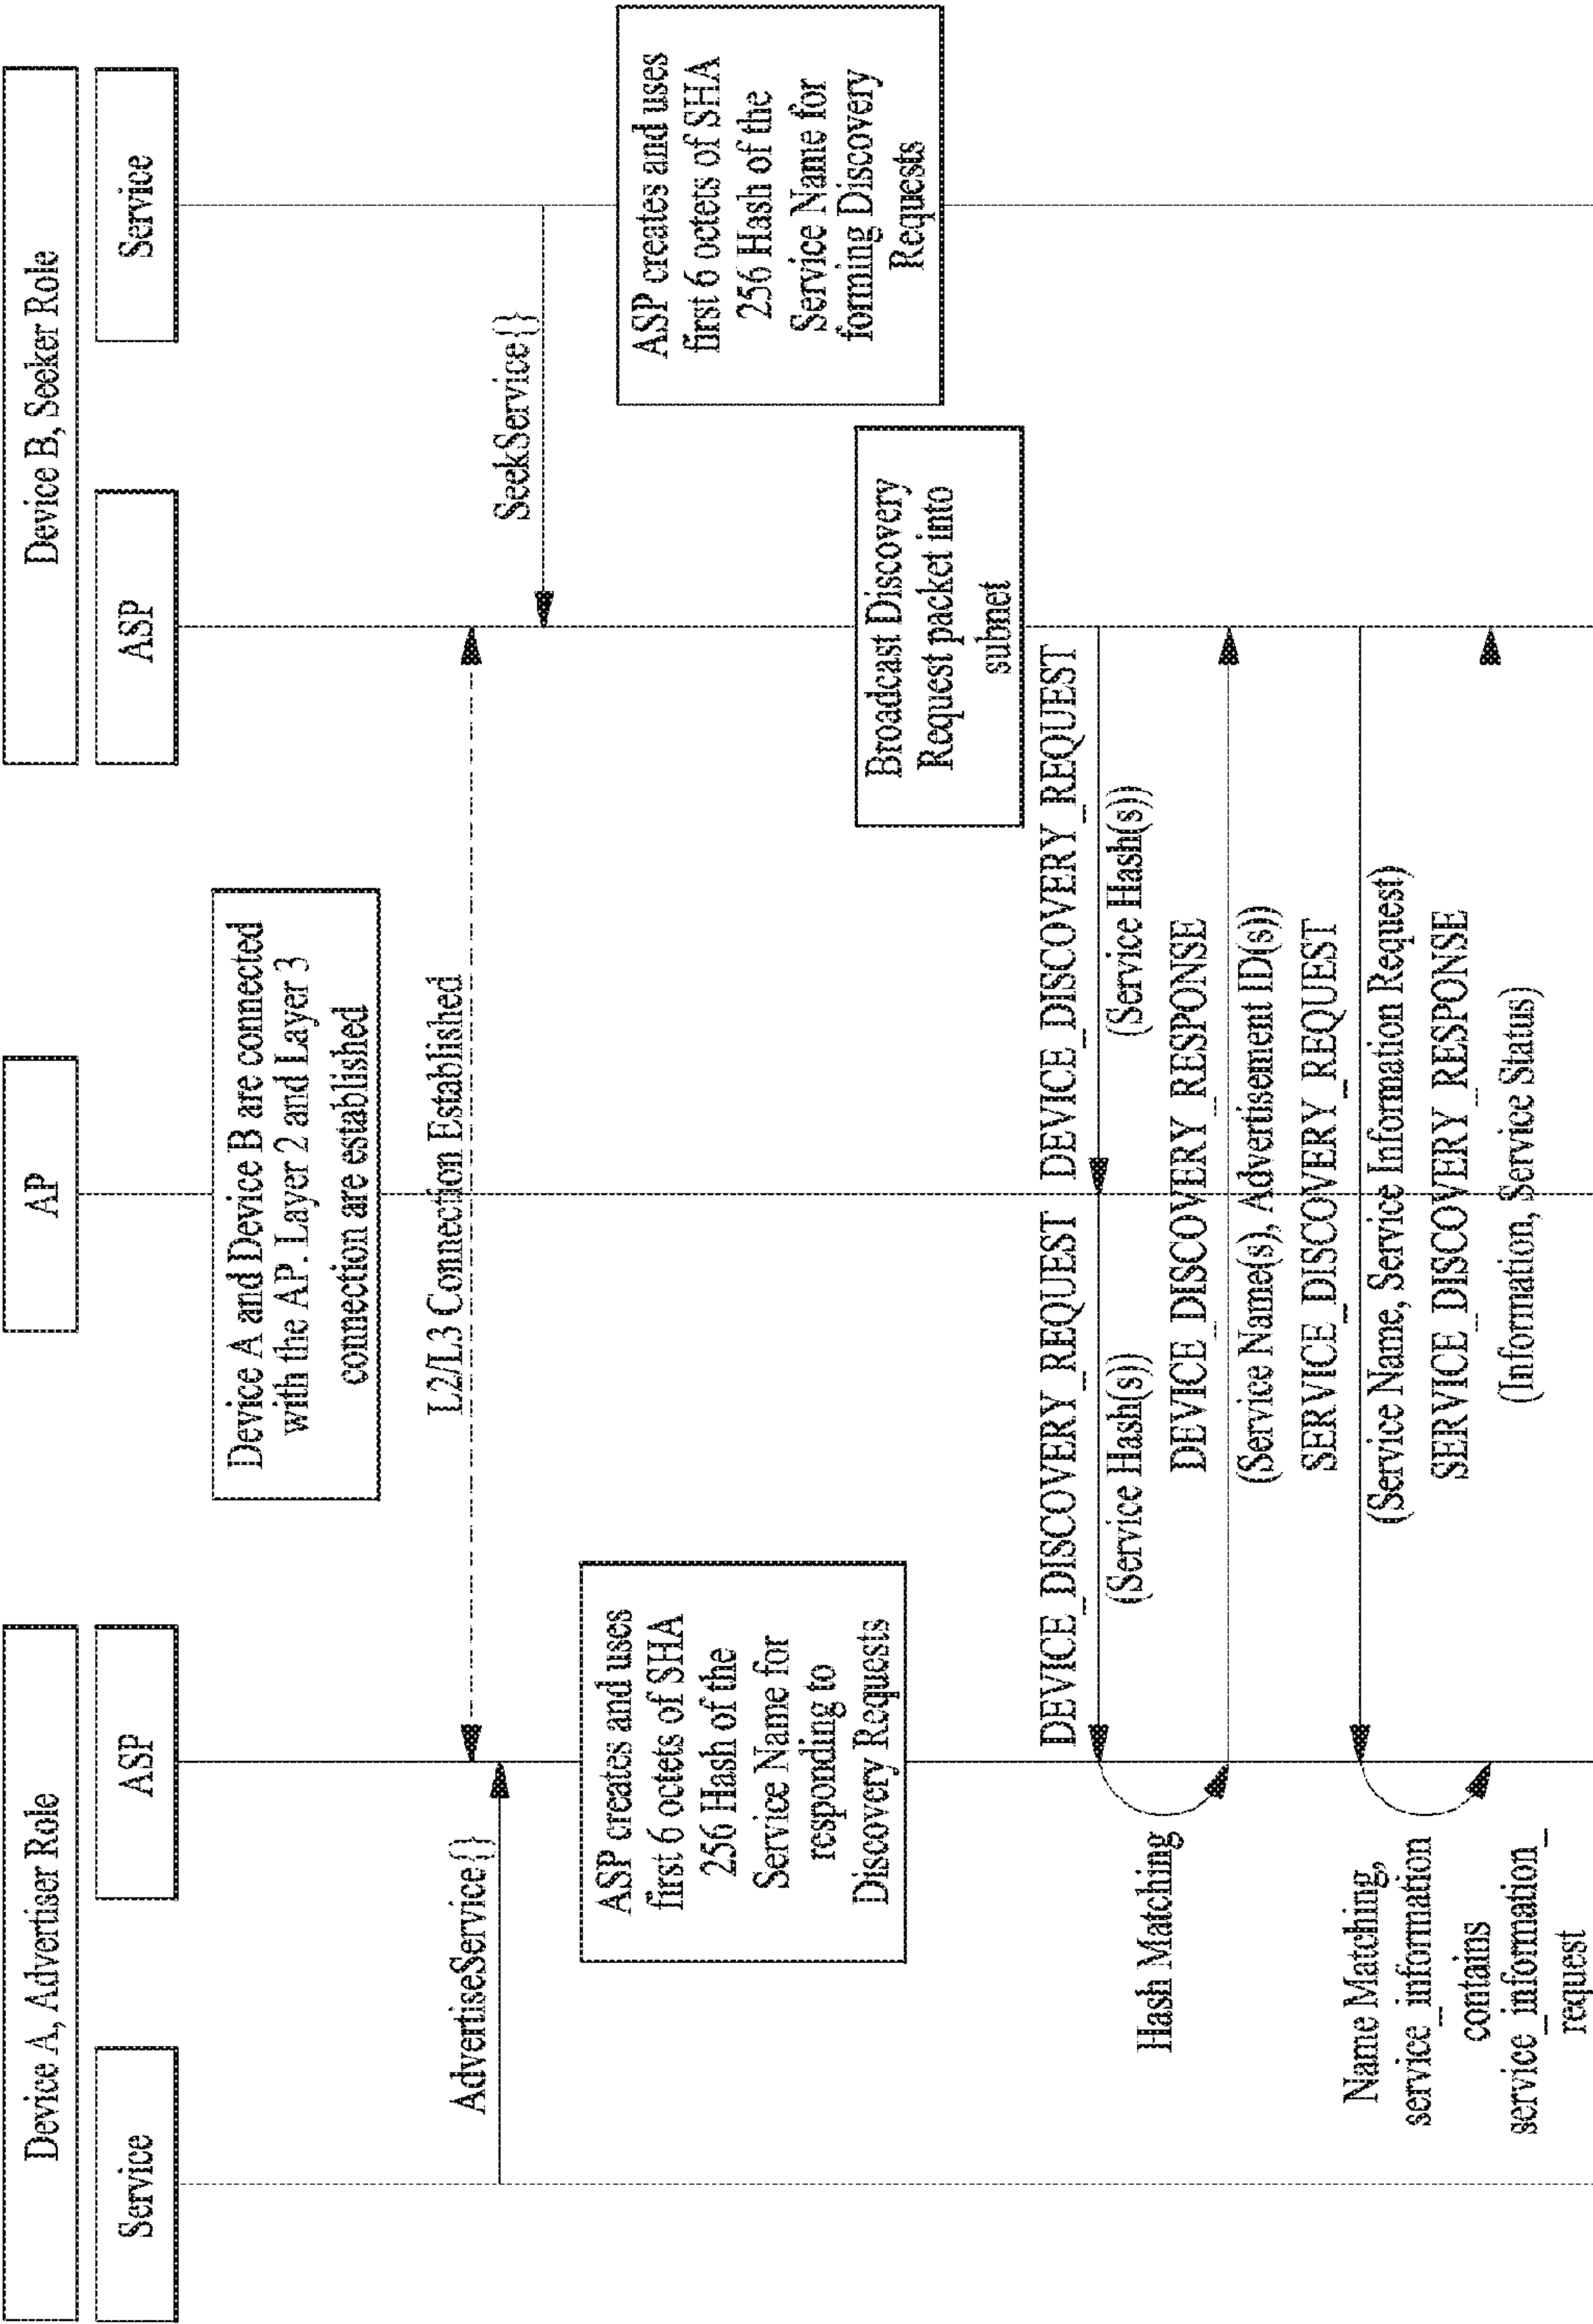 Device A, Advertiser Role
AP
Device B, Seeker Role
Service
ASP
ASP
Service
Device A and Device B are connected
with the AP. Layer 2 and Layer 3
connection are established
L2/L3 Connection Established
AdvertiseService{}
SeekService{}
ASP creates and uses
first 6 octets of SHA
256 Hash of the
Service Name for
responding to
Discovery Requests
ASP creates and uses
first 6 octets of SHA
256 Hash of the
Service Name for
forming Discovery
Requests
Broadcast Discovery
Request packet into
subnet
DEVICE_DISCOVERY_REQUEST
DEVICE_DISCOVERY_REQUEST
(Service Hash(s))
(Service Hash(s))
Hash Matching
DEVICE_DISCOVERY_RESPONSE
(Service Name(s), Advertisement ID(s))
SERVICE_DISCOVERY_REQUEST
(Service Name, Service Information Request)
Name Matching,
service_information
contains
service_information_
request
SERVICE_DISCOVERY_RESPONSE
(Information, Service Status)